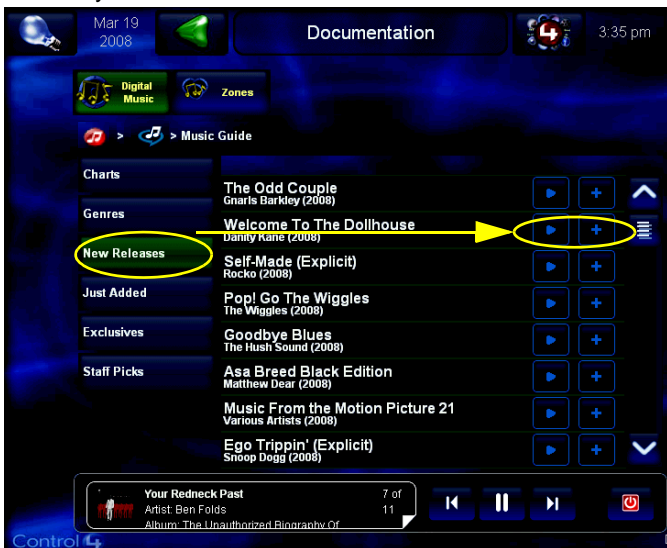 Mar 19
2008
Documentation
4
3:35 pm
Digital
Music
Zones
> > Music Guide
Charts
Genres
New Releases
Just Added
Exclusives
Staff Picks
The Odd Couple
Gnarls Barkley (2008)
Welcome To The Dollhouse
Danity Kane (2008)
Self-Made (Explicit)
Rocko (2008)
Pop! Go The Wiggles
The Wiggles (2008)
Goodbye Blues
The Hush Sound (2008)
Asa Breed Black Edition
Matthew Dear (2008)
Music From the Motion Picture 21
Various Artists (2008)
Ego Trippin' (Explicit)
Snoop Dogg (2008)
Your Redneck Past
7 of
11
Artist: Ben Folds
Album: The Unauthorized Biography Of
Control4